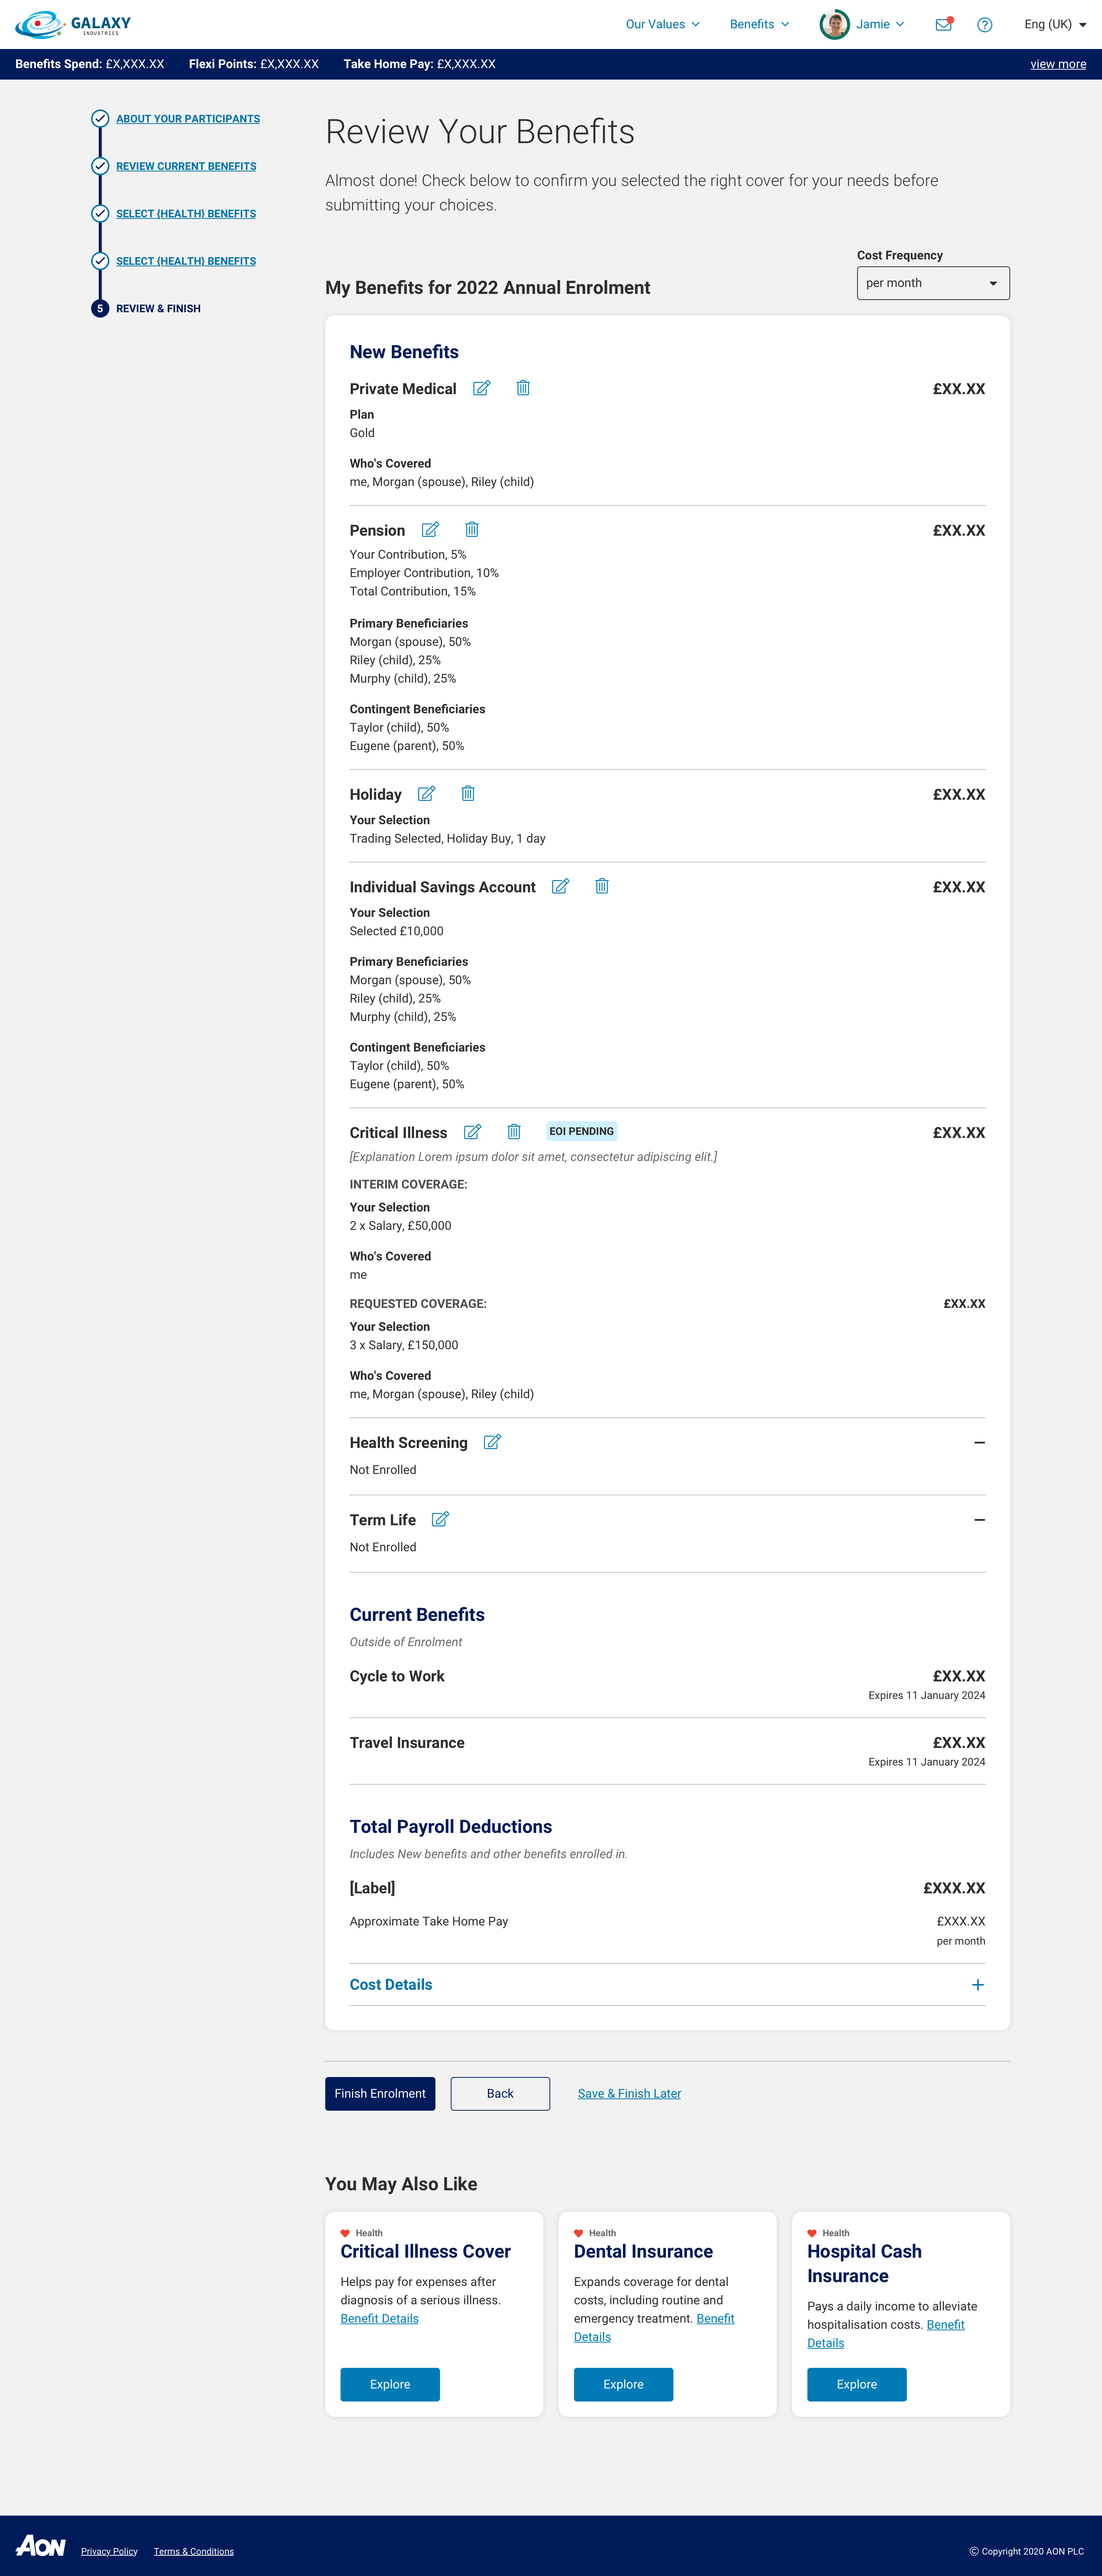 GALAXY
INDUSTRIES
Our Values
Benefits
Jamie
Eng (UK)
Benefits Spend: £X,XXX.XX
Flexi Points: £X,XXX.XX
Take Home Pay: £X,XXX.XX
view more
ABOUT YOUR PARTICIPANTS
REVIEW CURRENT BENEFITS
SELECT {HEALTH} BENEFITS
SELECT {HEALTH} BENEFITS
5 REVIEW & FINISH
Review Your Benefits
Almost done! Check below to confirm you selected the right cover for your needs before
submitting your choices.
Cost Frequency
per month
My Benefits for 2022 Annual Enrolment
New Benefits
Private Medical £XX.XX
Plan
Gold
Who's Covered
me, Morgan (spouse), Riley (child)
Pension £XX.XX
Your Contribution, 5%
Employer Contribution, 10%
Total Contribution, 15%
Primary Beneficiaries
Morgan (spouse), 50%
Riley (child), 25%
Murphy (child), 25%
Contingent Beneficiaries
Taylor (child), 50%
Eugene (parent), 50%
Holiday £XX.XX
Your Selection
Trading Selected, Holiday Buy, 1 day
Individual Savings Account £XX.XX
Your Selection
Selected £10,000
Primary Beneficiaries
Morgan (spouse), 50%
Riley (child), 25%
Murphy (child), 25%
Contingent Beneficiaries
Taylor (child), 50%
Eugene (parent), 50%
Critical Illness EOI PENDING £XX.XX
[Explanation Lorem ipsum dolor sit amet, consectetur adipiscing elit.]
INTERIM COVERAGE:
Your Selection
2 x Salary, £50,000
Who's Covered
me
REQUESTED COVERAGE: £XX.XX
Your Selection
3 x Salary, £150,000
Who's Covered
me, Morgan (spouse), Riley (child)
Health Screening
Not Enrolled
Term Life
Not Enrolled
Current Benefits
Outside of Enrolment
Cycle to Work £XX.XX
Expires 11 January 2024
Travel Insurance £XX.XX
Expires 11 January 2024
Total Payroll Deductions
Includes New benefits and other benefits enrolled in.
[Label] £XXX.XX
Approximate Take Home Pay £XXX.XX
per month
Cost Details
Finish Enrolment
Back
Save & Finish Later
You May Also Like
Health
Critical Illness Cover
Helps pay for expenses after
diagnosis of a serious illness.
Benefit Details
Explore
Health
Dental Insurance
Expands coverage for dental
costs, including routine and
emergency treatment. Benefit
Details
Explore
Health
Hospital Cash
Insurance
Pays a daily income to alleviate
hospitalisation costs. Benefit
Details
Explore
AON
Privacy Policy
Terms & Conditions
© Copyright 2020 AON PLC